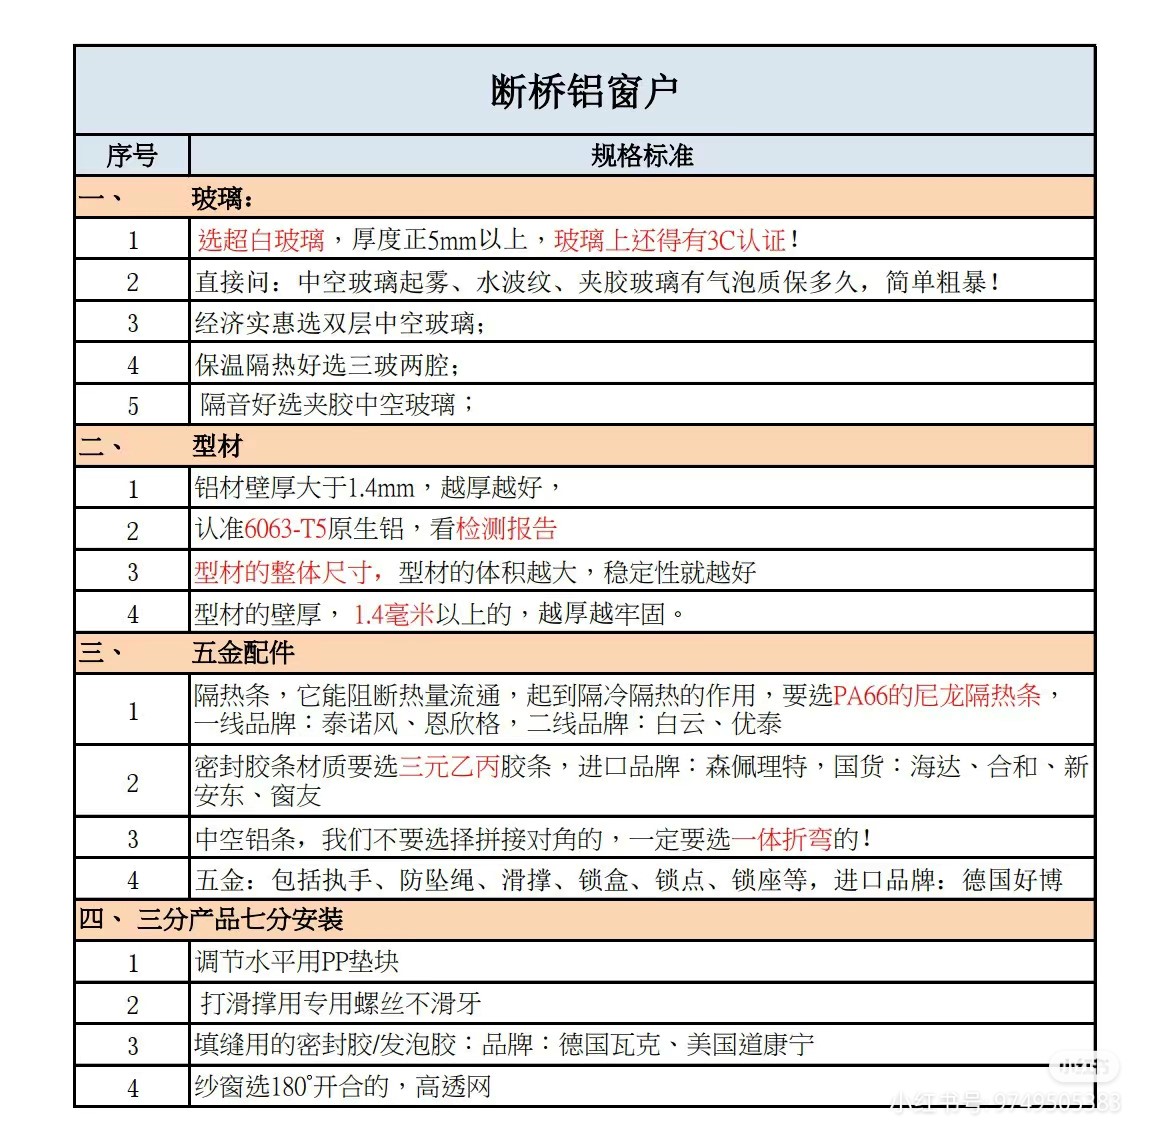 断桥铝窗户
序号 规格标准
一、 玻璃：
1 选超白玻璃，厚度正5mm以上，玻璃上还得有3C认证！
2 直接问：中空玻璃起雾、水波纹、夹胶玻璃有气泡质保多久，简单粗暴！
3 经济实惠选双层中空玻璃；
4 保温隔热好选三玻两腔；
5 隔音好选夹胶中空玻璃；
二、 型材
1 铝材壁厚大于1.4mm，越厚越好，
2 认准6063-T5原生铝，看检测报告
3 型材的整体尺寸，型材的体积越大，稳定性就越好
4 型材的壁厚， 1.4毫米以上的，越厚越牢固。
三、 五金配件
1 隔热条，它能阻断热量流通，起到隔冷隔热的作用，要选PA66的尼龙隔热条，
一线品牌：泰诺风、恩欣格，二线品牌：白云、优泰
2 密封胶条材质要选三元乙丙胶条，进口品牌：森佩理特，国货：海达、合和、新
安东、窗友
3 中空铝条，我们不要选择拼接对角的，一定要选一体折弯的！
4 五金：包括执手、防坠绳、滑撑、锁盒、锁点、锁座等，进口品牌：德国好博
四、三分产品七分安装
1 调节水平用PP垫块
2 打滑撑用专用螺丝不滑牙
3 填缝用的密封胶/发泡胶：品牌：德国瓦克、美国道康宁
4 纱窗选180°开合的，高透网
小红书
小红书号 9749505383